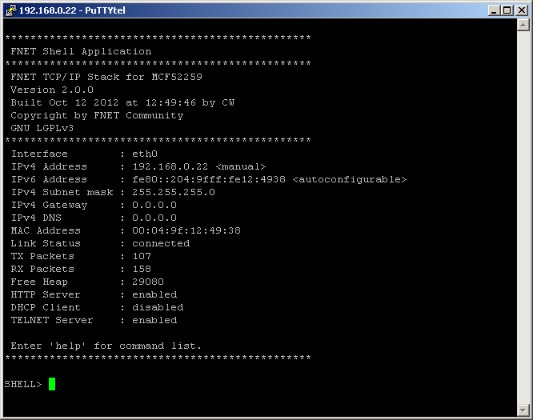 192.168.0.22 - PuTTYtel
************************************************
FNET Shell Application
************************************************
FNET TCP/IP Stack for MCF52259
Version 2.0.0
Built Oct 12 2012 at 12:49:46 by CW
Copyright by FNET Community
GNU LGPLv3
************************************************
Interface : eth0
IPv4 Address : 192.168.0.22 <manual>
IPv6 Address : fe80::204:9fff:fe12:4938 <autoconfigurable>
IPv4 Subnet mask : 255.255.255.0
IPv4 Gateway : 0.0.0.0
IPv4 DNS : 0.0.0.0
MAC Address : 00:04:9f:12:49:38
Link Status : connected
TX Packets : 107
RX Packets : 158
Free Heap : 29080
HTTP Server : enabled
DHCP Client : disabled
TELNET Server : enabled
Enter 'help' for command list.
************************************************
SHELL>